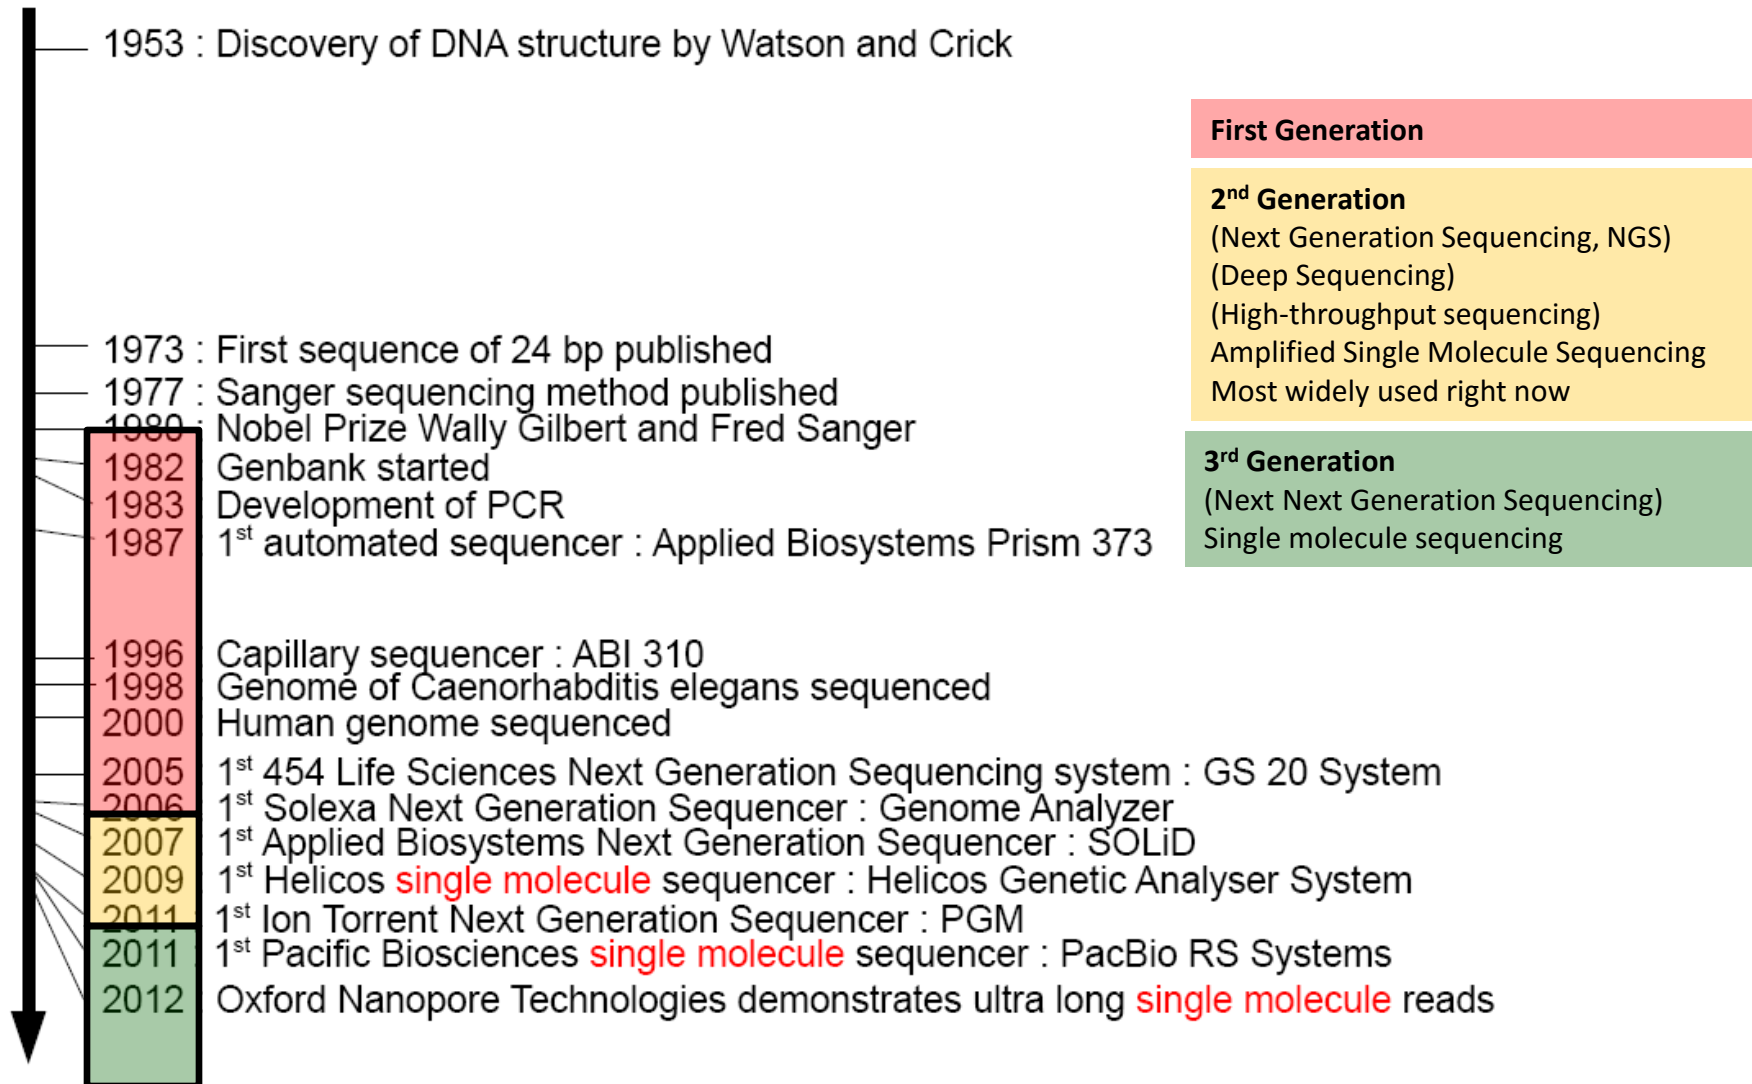 1953 : Discovery of DNA structure by Watson and Crick
1973 : First sequence of 24 bp published
1977 : Sanger sequencing method published
1980 : Nobel Prize Wally Gilbert and Fred Sanger
1982 Genbank started
1983 Development of PCR
1987 1st automated sequencer : Applied Biosystems Prism 373
1996 Capillary sequencer : ABI 310
1998 Genome of Caenorhabditis elegans sequenced
2000 Human genome sequenced
2005 1st 454 Life Sciences Next Generation Sequencing system : GS 20 System
2006 1st Solexa Next Generation Sequencer : Genome Analyzer
2007 1st Applied Biosystems Next Generation Sequencer : SOLiD
2009 1st Helicos single molecule sequencer : Helicos Genetic Analyser System
2011 : 1st Ion Torrent Next Generation Sequencer : PGM
2011 1st Pacific Biosciences single molecule sequencer : PacBio RS Systems
2012 Oxford Nanopore Technologies demonstrates ultra long single molecule reads
First Generation
2nd Generation
(Next Generation Sequencing, NGS)
(Deep Sequencing)
(High-throughput sequencing)
Amplified Single Molecule Sequencing
Most widely used right now
3rd Generation
(Next Next Generation Sequencing)
Single molecule sequencing